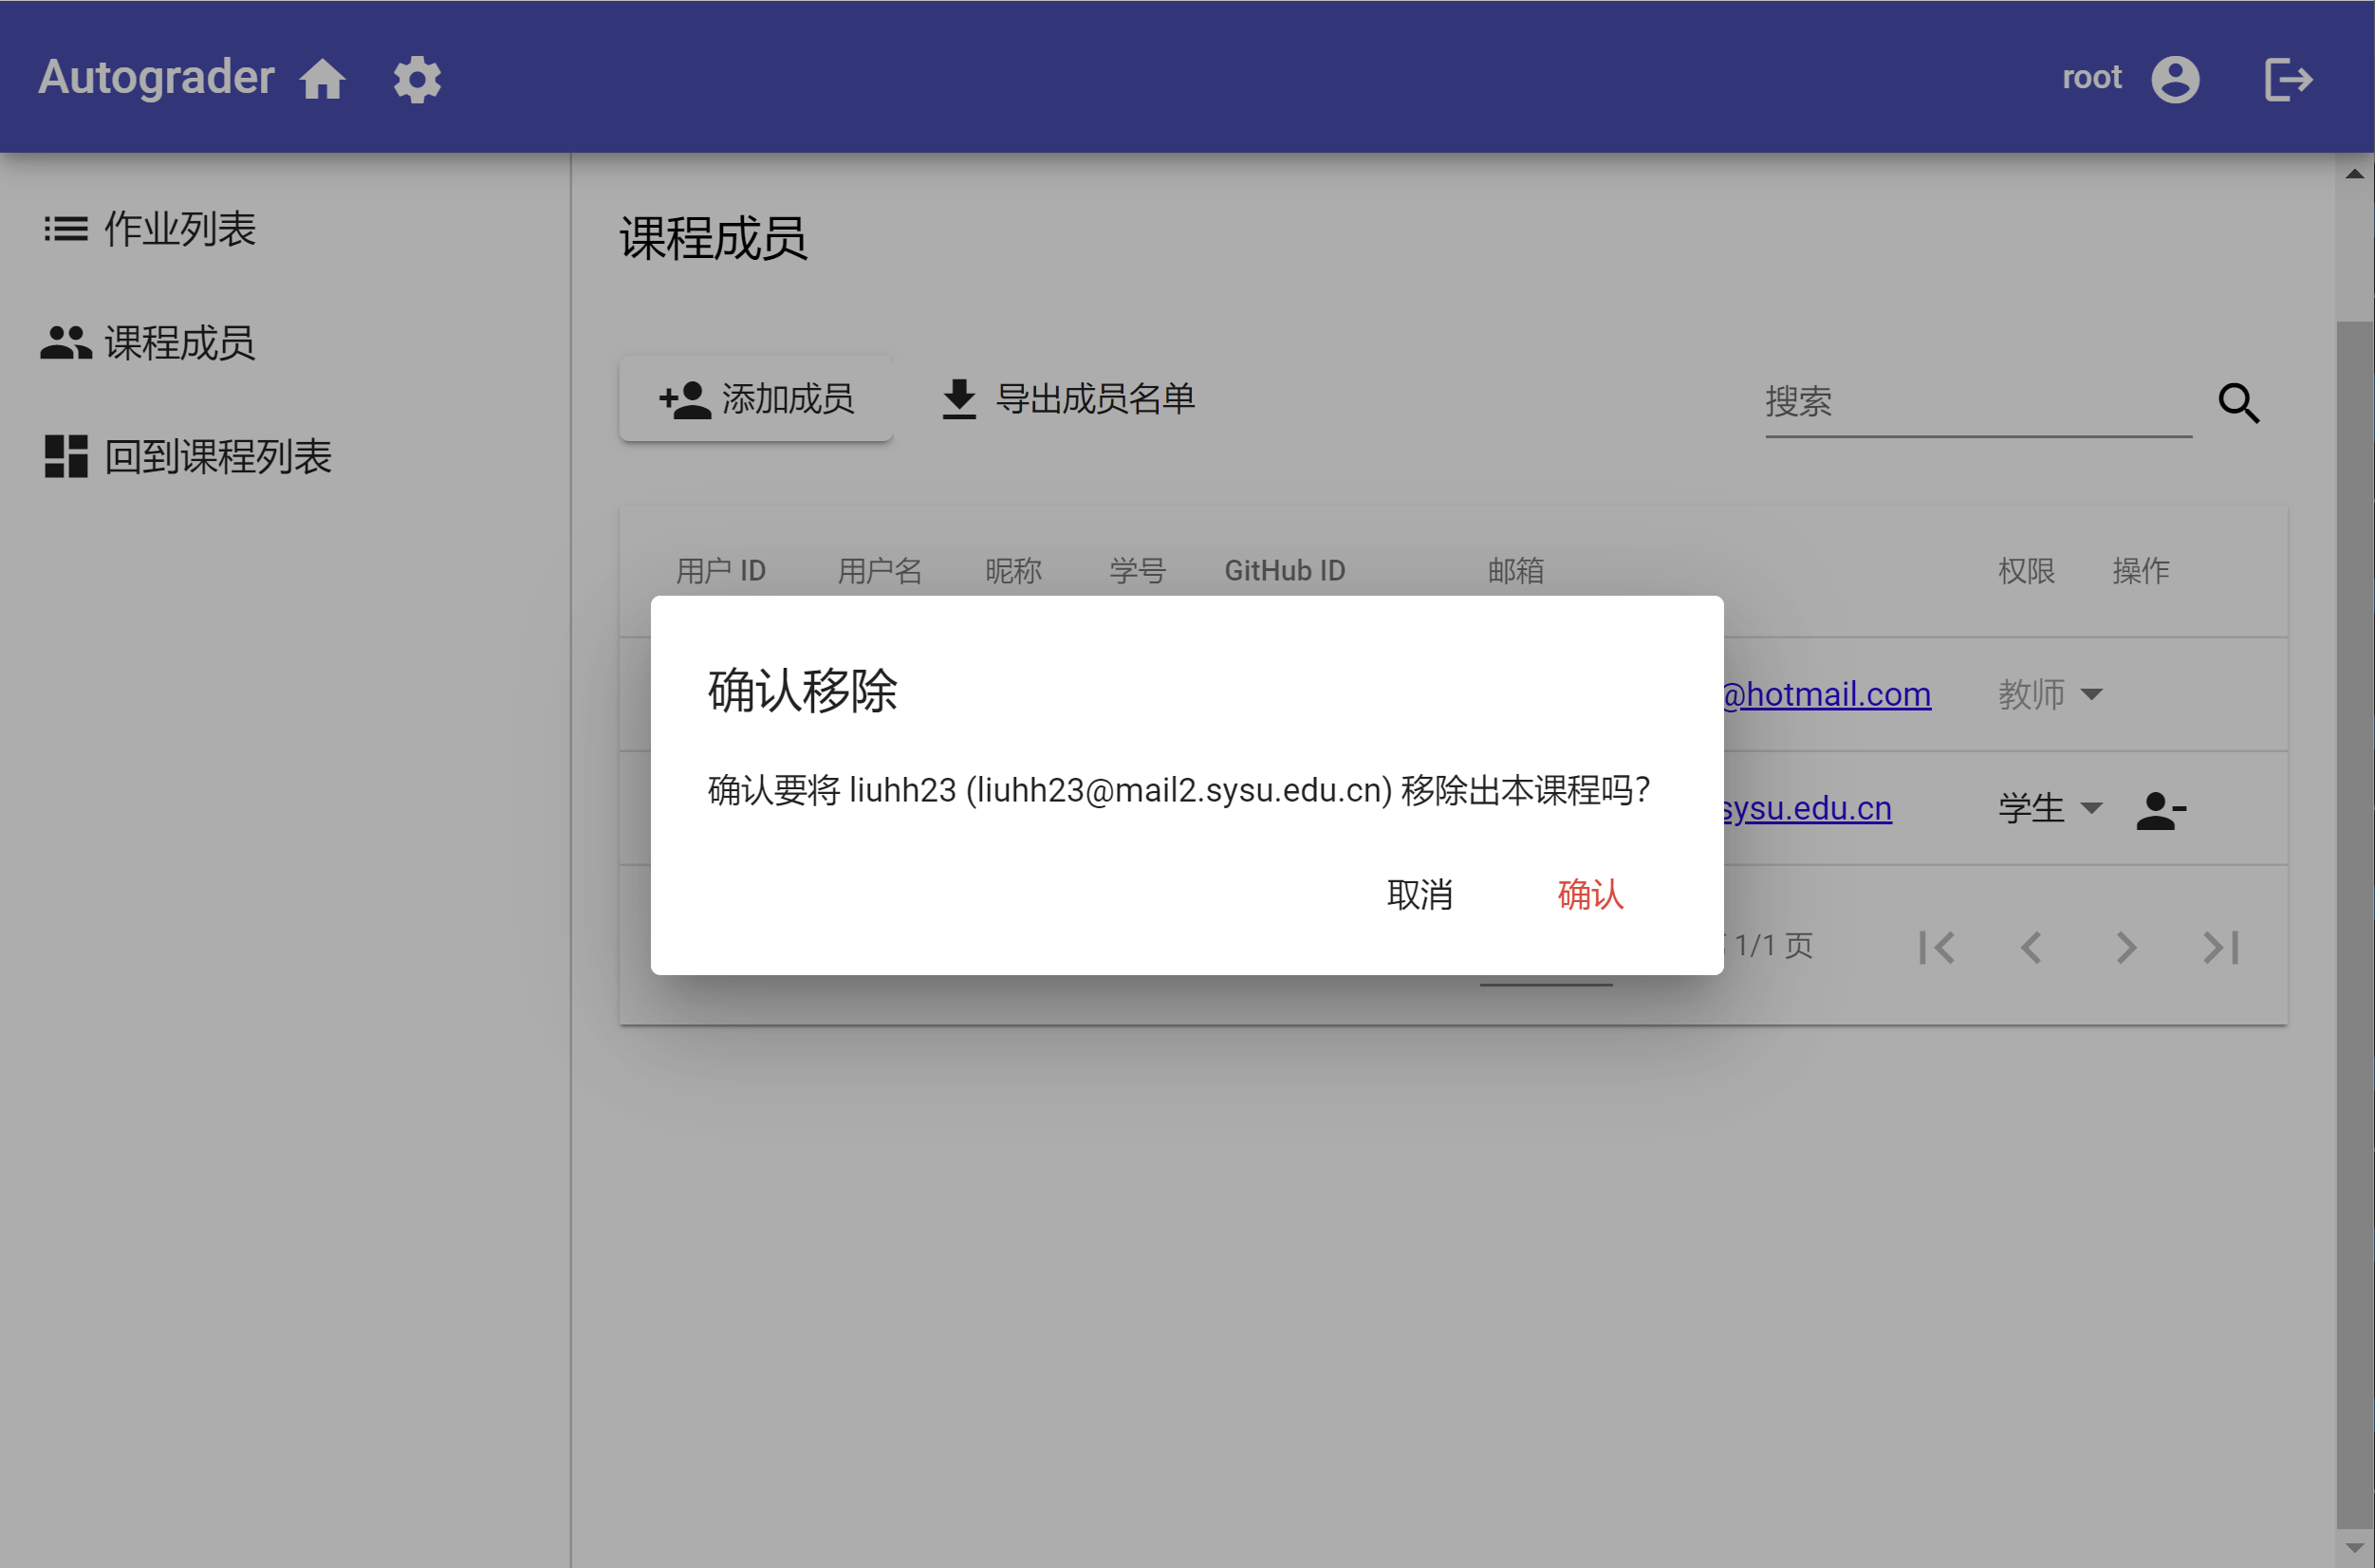 Autograder
root
作业列表
课程成员
回到课程列表
课程成员
添加成员
导出成员名单
搜索
用户 ID 用户名 昵称 学号 GitHub ID 邮箱 权限 操作
@hotmail.com 教师
sysu.edu.cn 学生
1/1 页
确认移除
确认要将 liuhh23 (liuhh23@mail2.sysu.edu.cn) 移除出本课程吗？
取消 确认